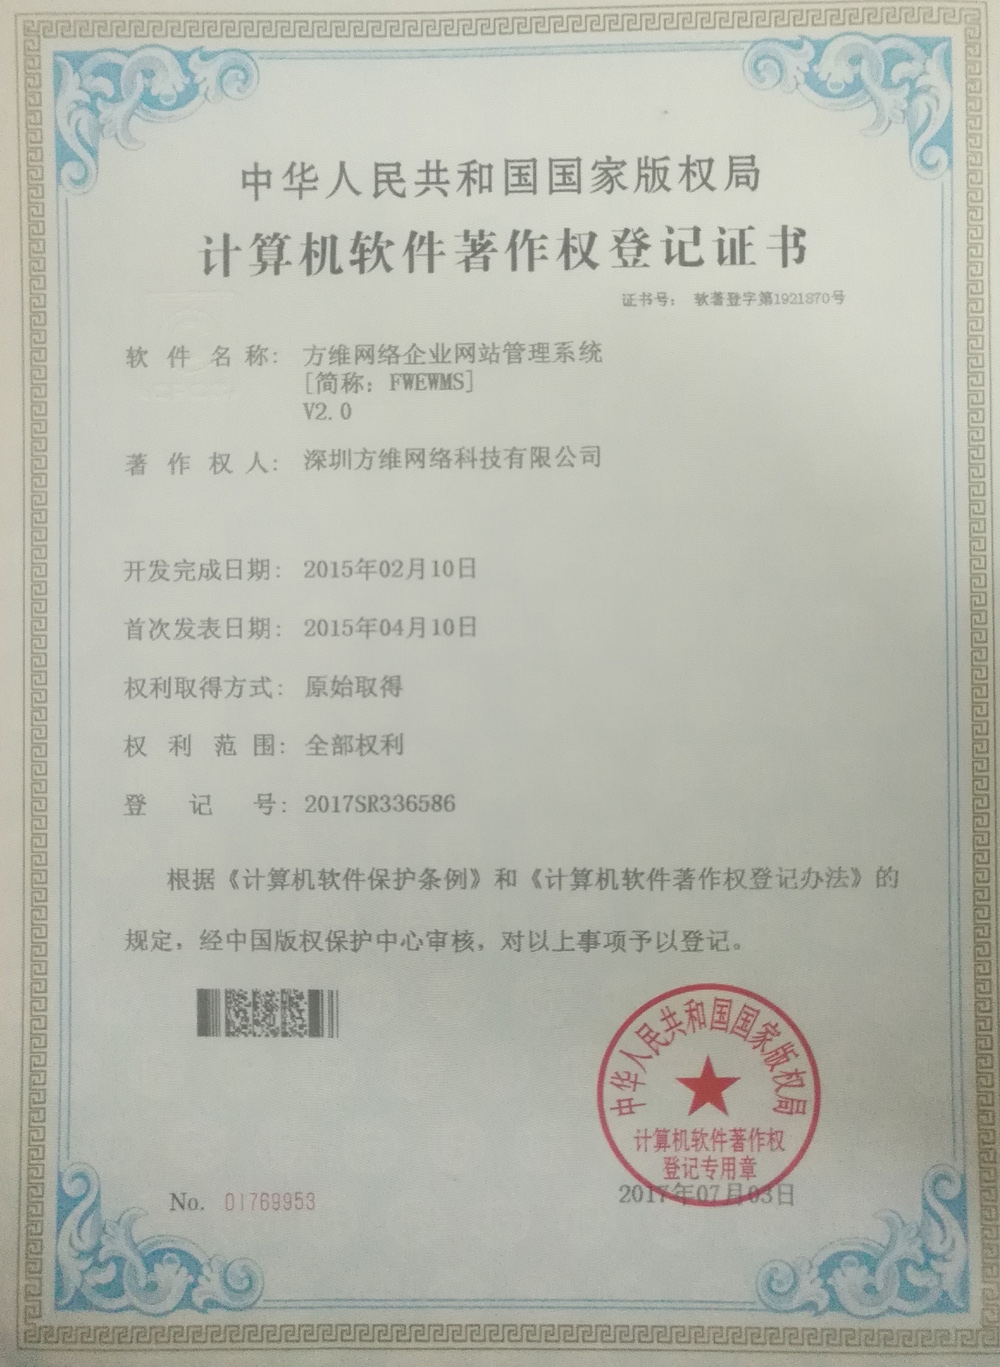 中华人民共和国国家版权局
计算机软件著作权登记证书
证书号： 软著登字第1921870号
软件名称： 方维网络企业网站管理系统
[简称：FWEWMS]
V2.0
著作权人： 深圳方维网络科技有限公司
开发完成日期： 2015年02月10日
首次发表日期： 2015年04月10日
权利取得方式： 原始取得
权利范围： 全部权利
登记号： 2017SR336586
根据《计算机软件保护条例》和《计算机软件著作权登记办法》的
规定，经中国版权保护中心审核，对以上事项予以登记。
中华人民共和国国家版权局
计算机软件著作权
登记专用章
No. 01769953
2017年07月03日